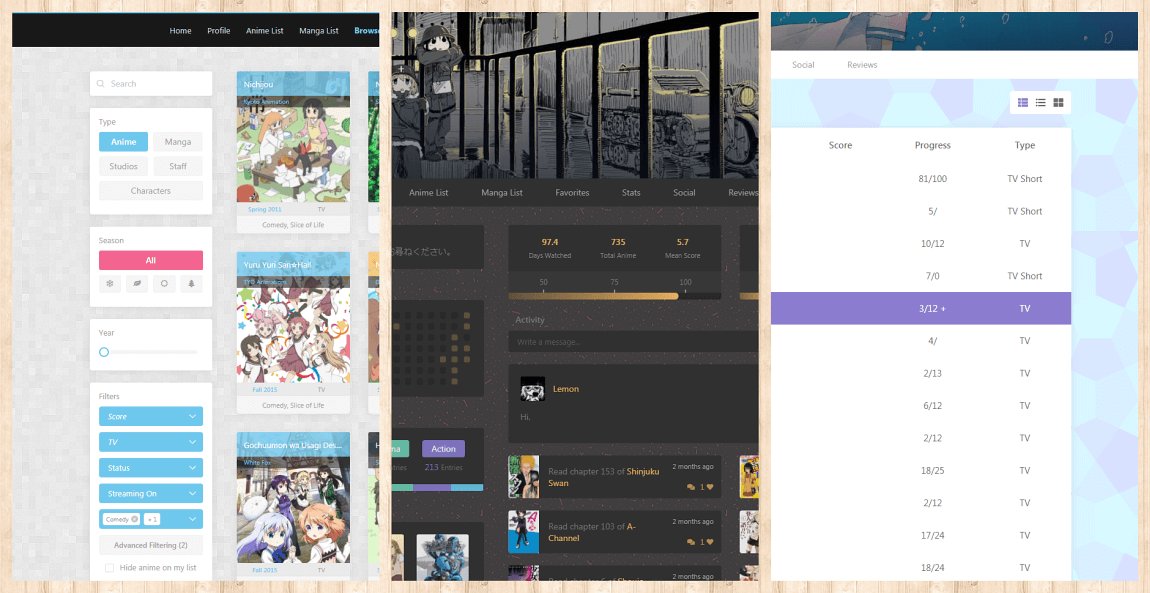 Home Profile Anime List Manga List Brows
Search
Type
Anime Manga
Studios Staff
Characters
Season
All
Year
Filters
Score
TV
Status
Streaming On
Comedy + 1
Advanced Filtering (2)
Hide anime on my list
Nichijou
Kyoto Animation
Spring 2011 TV
Comedy, Slice of Life
Yuru Yuri San☆Hai!
TYO Animations
Fall 2015 TV
Comedy, Slice of Life
Gochuumon wa Usagi Des...
White Fox
Fall 2015 TV
Anime List Manga List Favorites Stats Social Reviews
尋ねください。
97.4 735 5.7
Days Watched Total Anime Mean Score
50 75 100
Activity
Write a message...
Lemon
Hi.
ma Action
ntries 213 Entries
Read chapter 153 of Shinjuku
Swan
2 months ago
1
Read chapter 103 of A-
Channel
2 months ago
1
2 months ago
Social Reviews
Score Progress Type
81/100 TV Short
5/ TV Short
10/12 TV
7/0 TV Short
3/12 + TV
4/ TV
2/13 TV
6/12 TV
2/12 TV
18/25 TV
2/12 TV
17/24 TV
18/24 TV